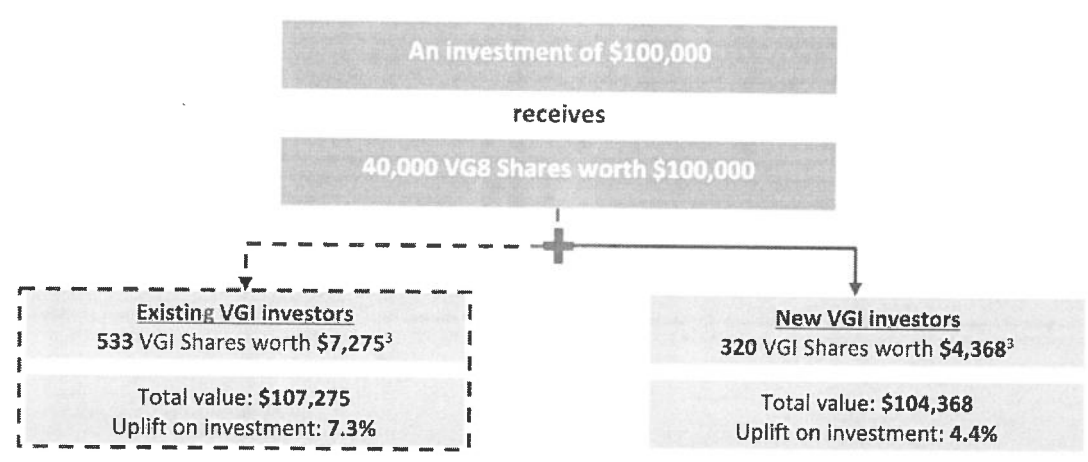 An investment of $100,000
receives
40,000 VG8 Shares worth $100,000
Existing VGI investors
533 VGI Shares worth $7,275³
Total value: $107,275
Uplift on investment: 7.3%
New VGI investors
320 VGI Shares worth $4,368³
Total value: $104,368
Uplift on investment: 4.4%